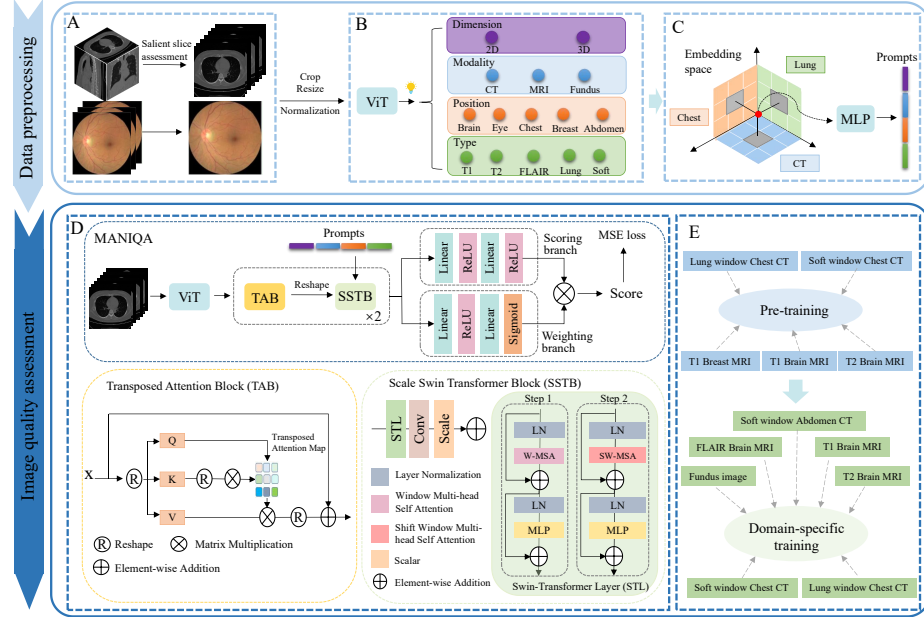 Data preprocessing
A
Salient slice
assessment
Crop
Resize
Normalization
B
ViT
Dimension
2D
3D
Modality
CT
MRI
Fundus
Position
Brain
Eye
Chest
Breast
Abdomen
Type
T1
T2
FLAIR
Lung
Soft
C
Embedding
space
Lung
Chest
CT
MLP
Prompts
Image quality assessment
D
MANIQA
ViT
Prompts
TAB
Reshape
SSTB
×2
Linear
ReLU
Linear
ReLU
Scoring
branch
Linear
ReLU
Linear
Sigmoid
Weighting
branch
MSE loss
Score
Transposed Attention Block (TAB)
X
R
Q
K
V
R
Transposed
Attention Map
R
R Reshape
Matrix Multiplication
Element-wise Addition
Scale Swin Transformer Block (SSTB)
STL
Conv
Scale
Layer Normalization
Window Multi-head
Self Attention
Shift Window Multi-
head Self Attention
Scalar
Element-wise Addition
Step 1
LN
W-MSA
LN
MLP
Step 2
LN
SW-MSA
LN
MLP
Swin-Transformer Layer (STL)
E
Lung window Chest CT
Soft window Chest CT
Pre-training
T1 Breast MRI
T1 Brain MRI
T2 Brain MRI
Soft window Abdomen CT
FLAIR Brain MRI
T1 Brain MRI
Fundus image
T2 Brain MRI
Domain-specific
training
Soft window Chest CT
Lung window Chest CT